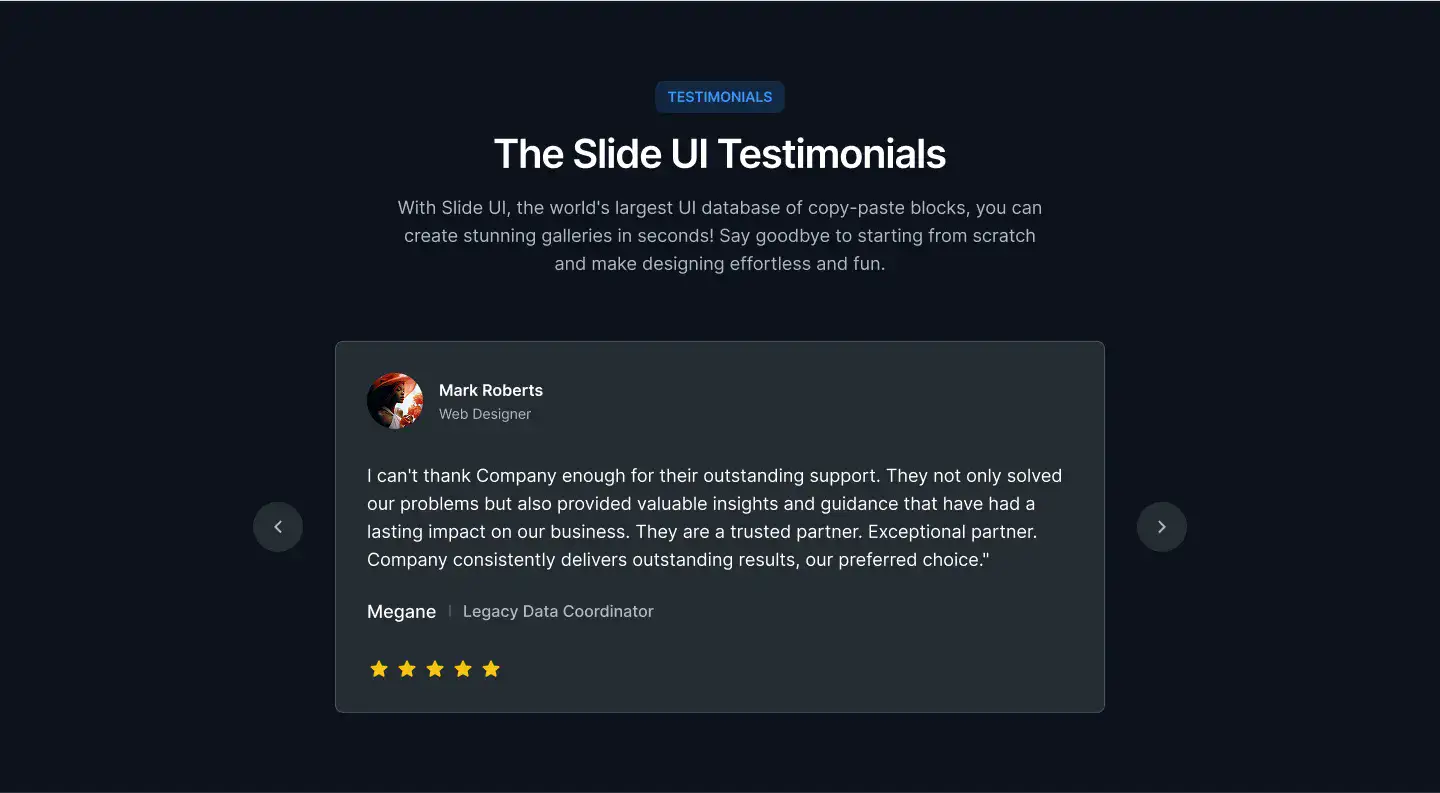 TESTIMONIALS
The Slide UI Testimonials
With Slide UI, the world's largest UI database of copy-paste blocks, you can
create stunning galleries in seconds! Say goodbye to starting from scratch
and make designing effortless and fun.
Mark Roberts
Web Designer
I can't thank Company enough for their outstanding support. They not only solved
our problems but also provided valuable insights and guidance that have had a
lasting impact on our business. They are a trusted partner. Exceptional partner.
Company consistently delivers outstanding results, our preferred choice."
Megane | Legacy Data Coordinator